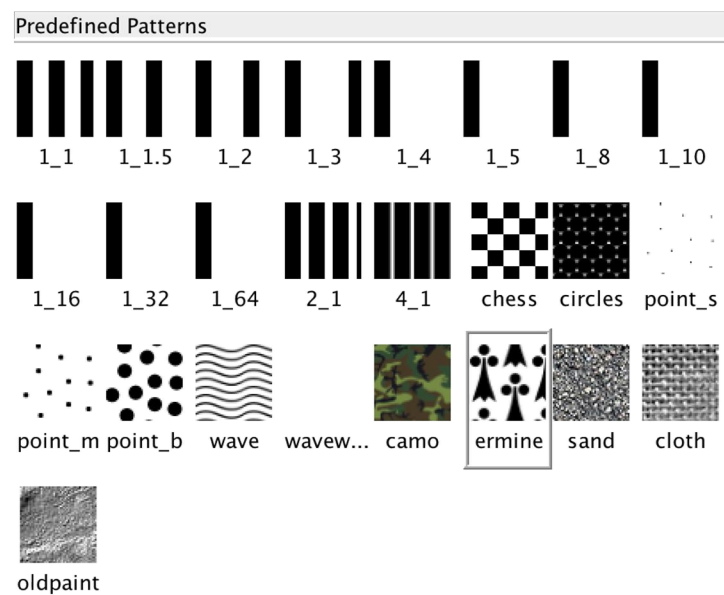 Predefined Patterns
1_1 1_1.5 1_2 1_3 1_4 1_5 1_8 1_10
1_16 1_32 1_64 2_1 4_1 chess circles point_s
point_m point_b wave wavew... camo ermine sand cloth
oldpaint